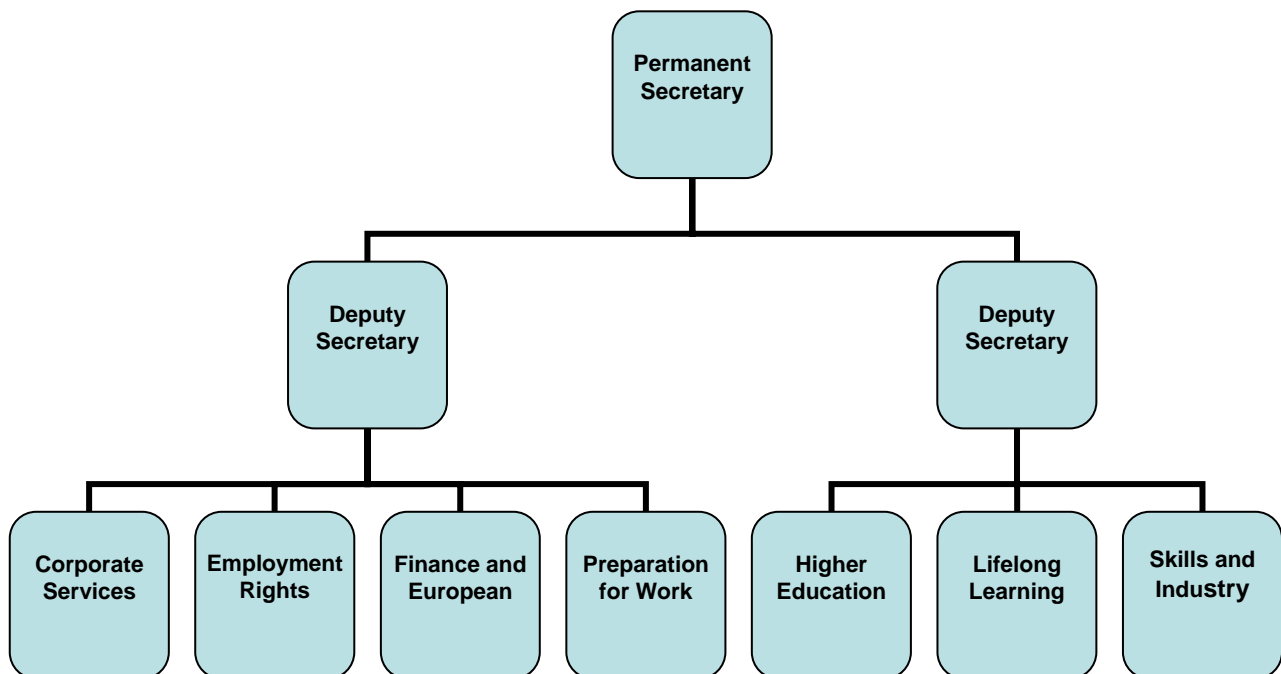 Permanent
Secretary
Deputy
Secretary
Deputy
Secretary
Corporate
Services
Employment
Rights
Finance and
European
Preparation
for Work
Higher
Education
Lifelong
Learning
Skills and
Industry